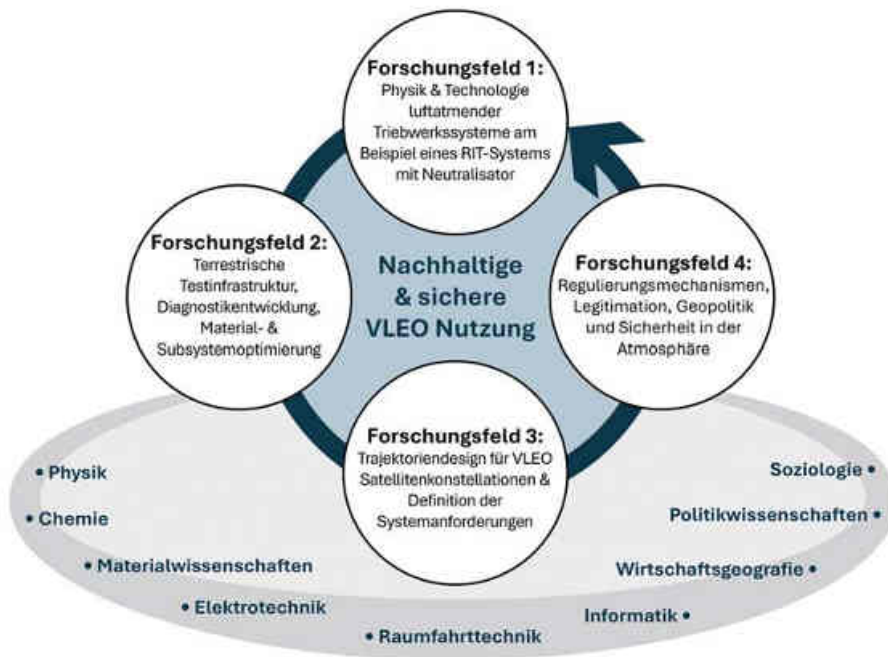 Forschungsfeld 1:
Physik & Technologie
luftatmender
Triebwerkssysteme am
Beispiel eines RIT-Systems
mit Neutralisator
Forschungsfeld 2:
Terrestrische
Testinfrastruktur,
Diagnostikentwicklung,
Material- &
Subsystemoptimierung
Nachhaltige
& sichere
VLEO Nutzung
Forschungsfeld 4:
Regulierungsmechanismen,
Legitimation, Geopolitik
und Sicherheit in der
Atmosphäre
Forschungsfeld 3:
Trajektoriendesign für VLEO
Satellitenkonstellationen &
Definition der
Systemanforderungen
• Physik
• Chemie
• Materialwissenschaften
• Elektrotechnik
• Raumfahrttechnik
Informatik •
Wirtschaftsgeografie •
Politikwissenschaften •
Soziologie •